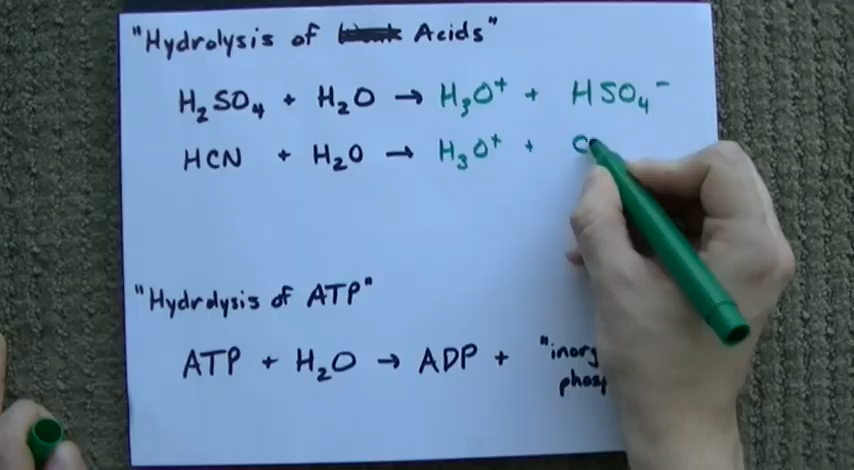 "Hydrolysis of Acids"
H₂SO₄ + H₂O → H₃O⁺ + HSO₄⁻
HCN + H₂O → H₃O⁺ + C
"Hydrolysis of ATP"
ATP + H₂O → ADP + "inorg
phosp